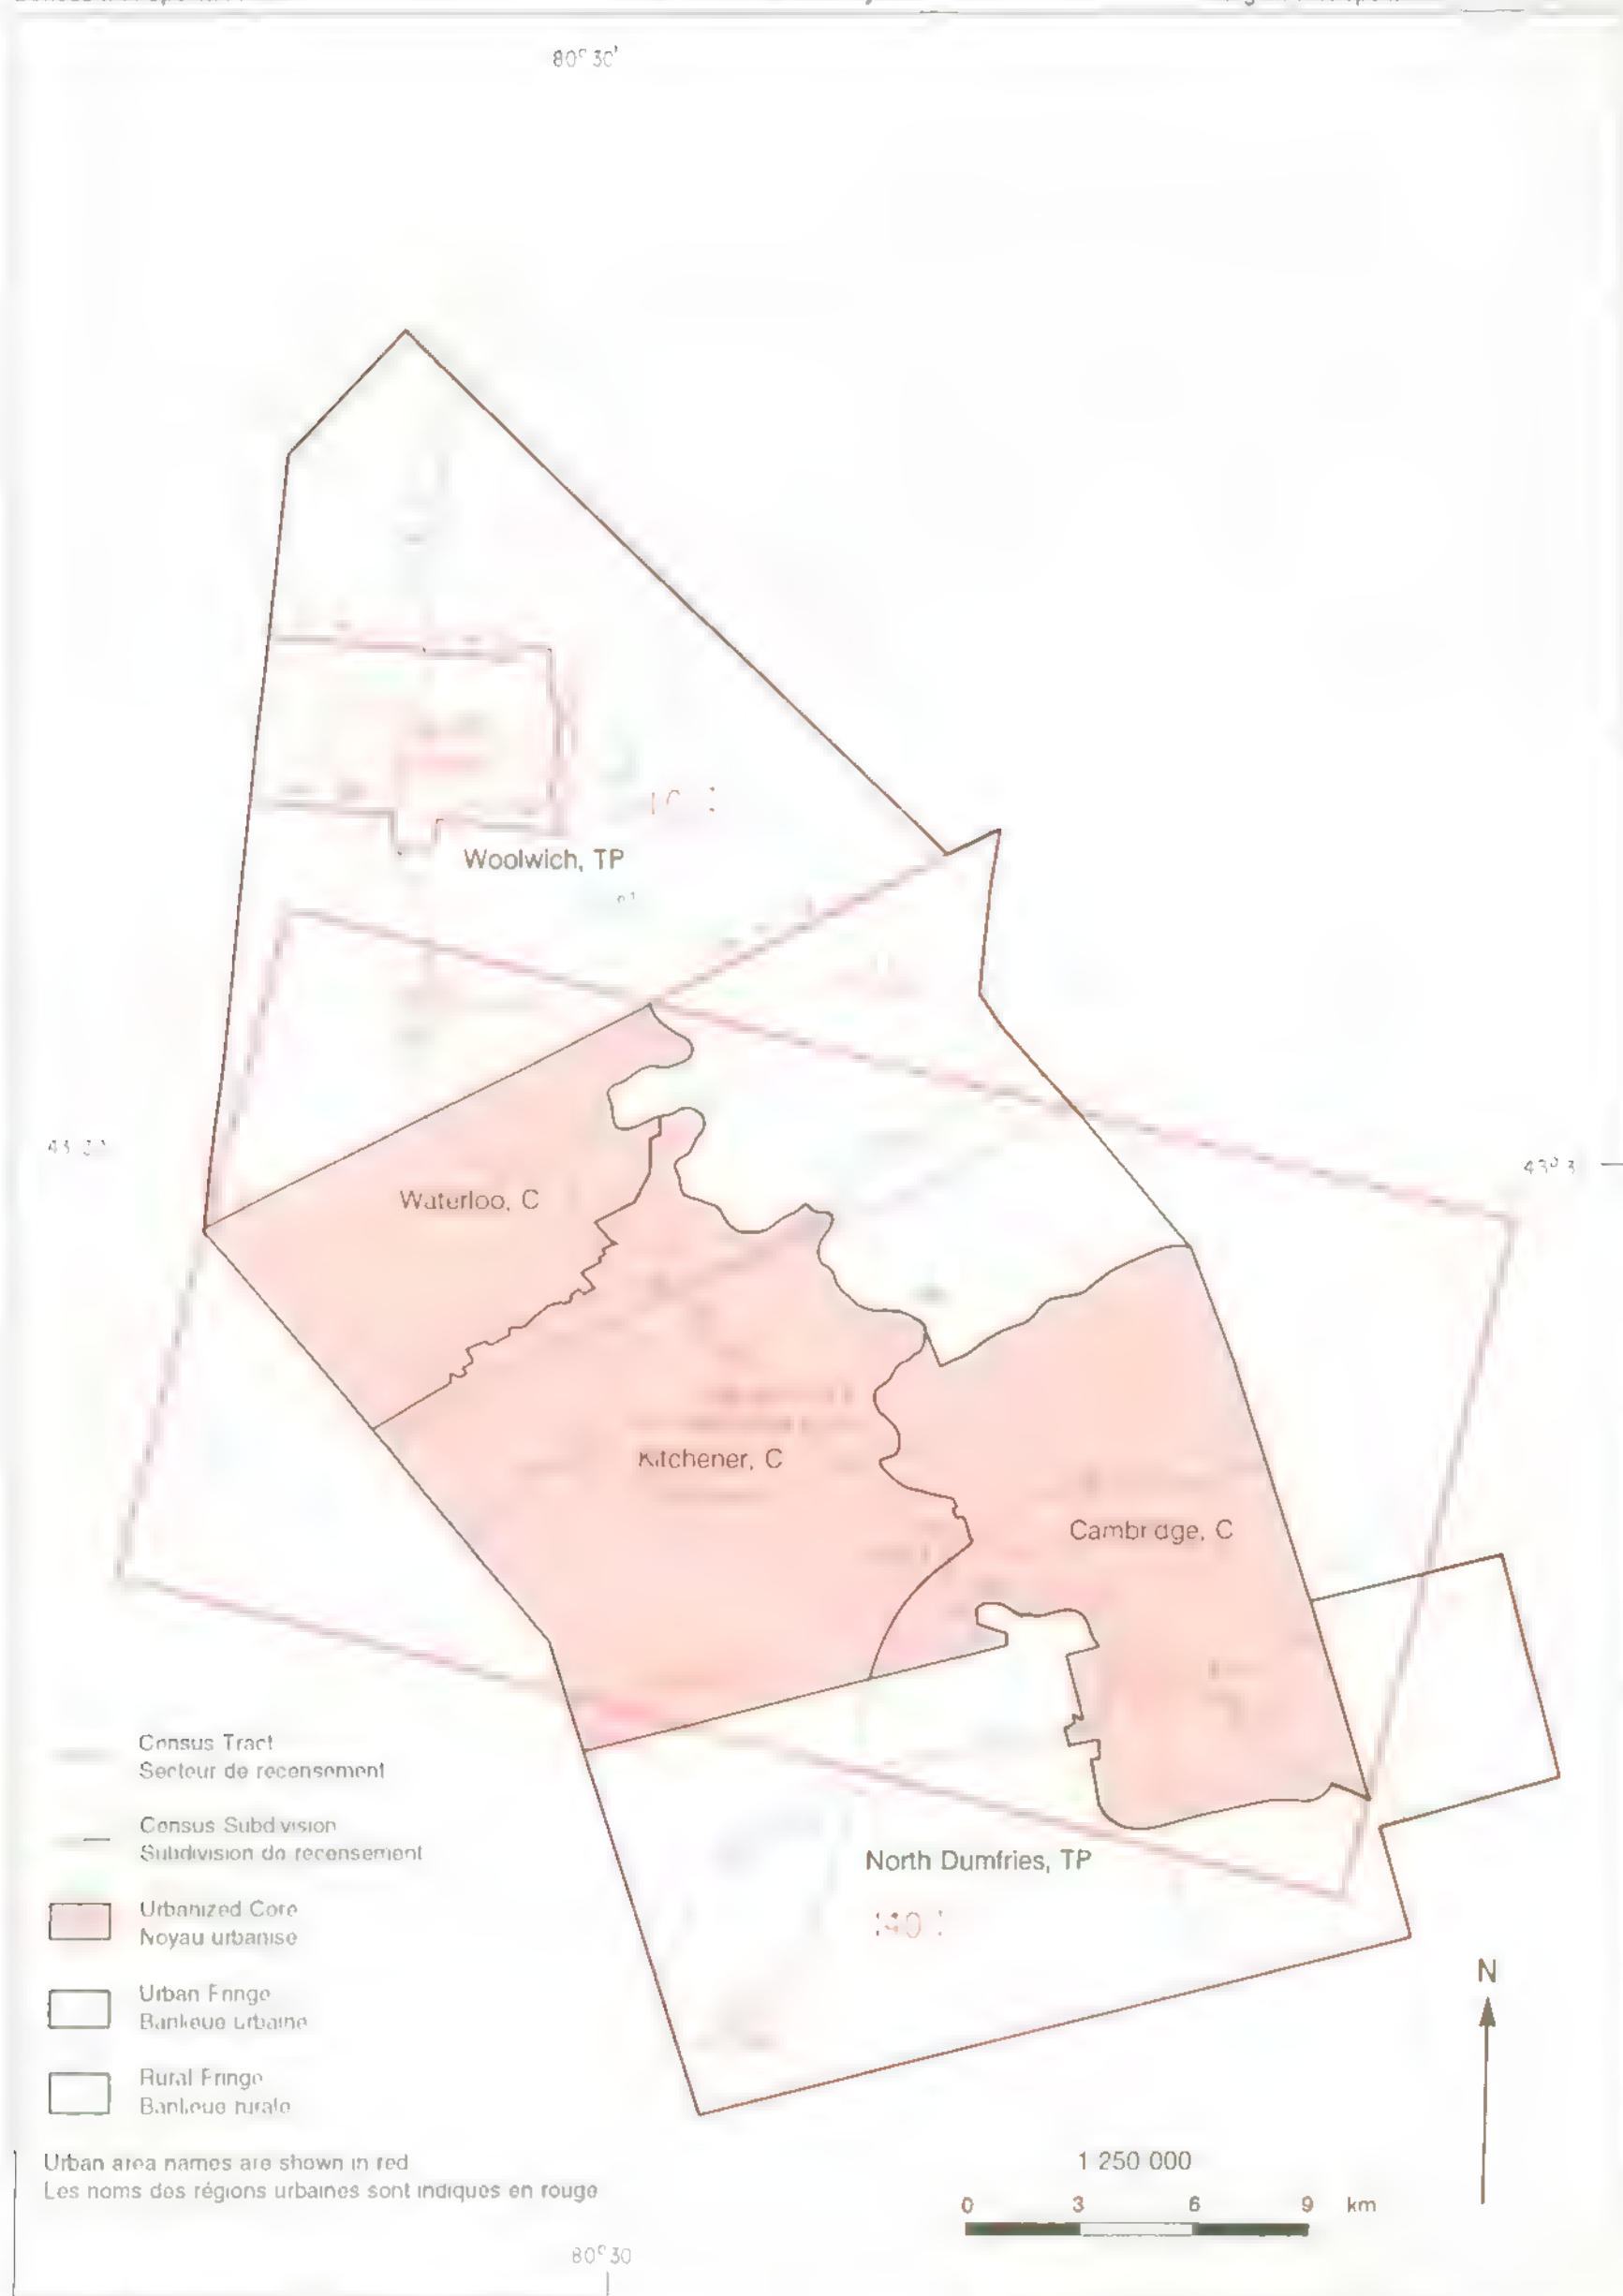 80° 30'
Woolwich, TP
Waterloo, C
Kitchener, C
Cambridge, C
North Dumfries, TP
Census Tract
Secteur de recensement
Census Subdivision
Subdivision de recensement
Urbanized Core
Noyau urbanisé
Urban Fringe
Banlieue urbaine
Rural Fringe
Banlieue rurale
Urban area names are shown in red
Les noms des régions urbaines sont indiqués en rouge
N
1 250 000
0 3 6 9 km
80° 30